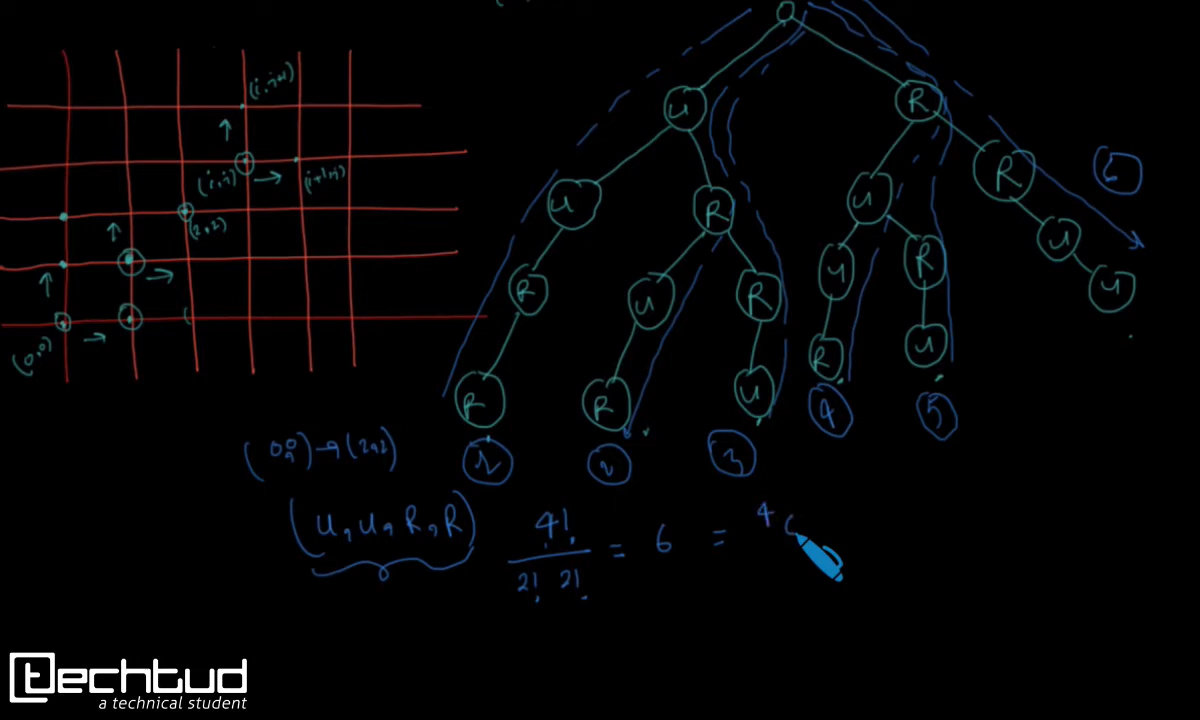 (i, j+1)
(i, j)
(i+1, j)
(2,2)
(0,0)
U R
U R U R
R U R U R U
R R U R U U
1 2 3 4 5 6
(0,0) → (2,2)
(U, U, R, R)
4!
2! 2!
= 6 = 4 C
techtud
a technical student